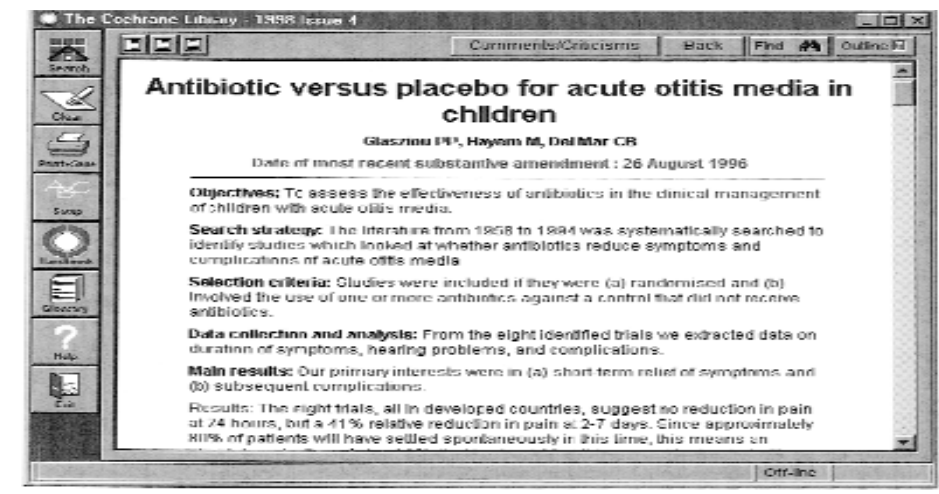 The Cochrane Library - 1998 Issue 4
Comments/Criticisms Back Find Outline
Search
Clear
Swap
Handbook
Glossary
Help
Exit
Antibiotic versus placebo for acute otitis media in
children
Glasziou PP, Hayem M, Del Mar CB
Date of most recent substantive amendment : 26 August 1996
Objectives: To assess the effectiveness of antibiotics in the clinical management
of children with acute otitis media.
Search strategy: The literature from 1958 to 1994 was systematically searched to
identify studies which looked at whether antibiotics reduce symptoms and
complications of acute otitis media
Selection criteria: Studies were included if they were (a) randomised and (b)
involved the use of one or more antibiotics against a control that did not receive
antibiotics.
Data collection and analysis: From the eight identified trials we extracted data on
duration of symptoms, hearing problems, and complications.
Main results: Our primary interests were in (a) short-term relief of symptoms and
(b) subsequent complications.
Results: The eight trials, all in developed countries, suggest no reduction in pain
at 24 hours, but a 41% relative reduction in pain at 2-7 days. Since approximately
80% of patients will have settled spontaneously in this time, this means an
Off-line